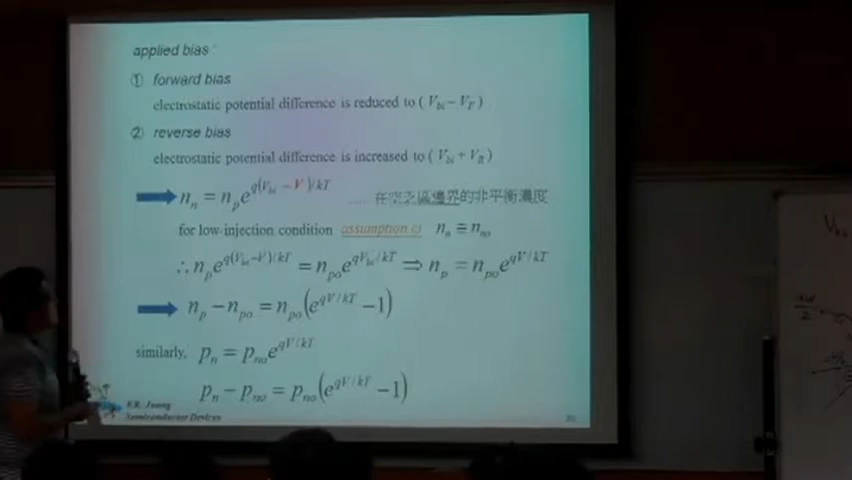 applied bias :
① forward bias
electrostatic potential difference is reduced to ( V_bi − V_F )
② reverse bias
electrostatic potential difference is increased to ( V_bi + V_R )
n_n = n_p e^{q(V_bi − V)/kT} ..... 在空乏區邊界的非平衡濃度
for low-injection condition assumption c) n_n ≅ n_no
∴ n_p e^{q(V_bi−V)/kT} = n_po e^{qV_bi/kT} ⇒ n_p = n_po e^{qV/kT}
n_p − n_po = n_po (e^{qV/kT} − 1)
similarly, p_n = p_no e^{qV/kT}
p_n − p_no = p_no (e^{qV/kT} − 1)
Semiconductor Devices